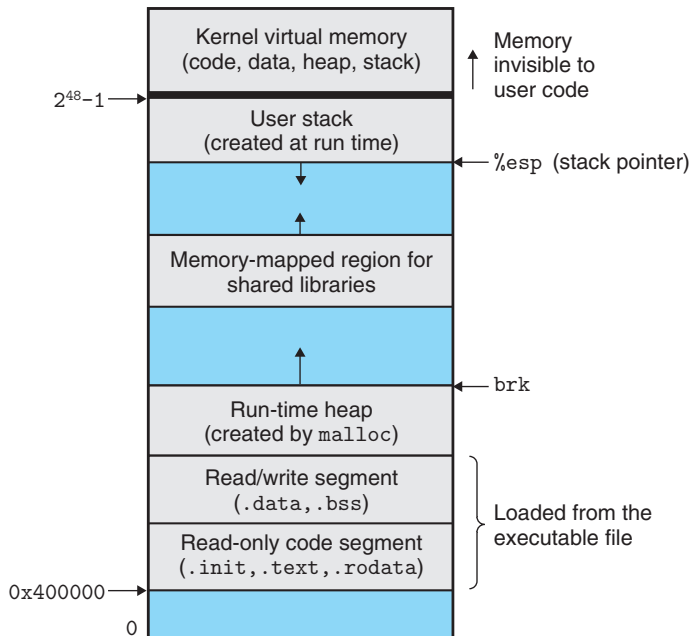 Kernel virtual memory
(code, data, heap, stack)
Memory
invisible to
user code
2⁴⁸-1
User stack
(created at run time)
%esp (stack pointer)
Memory-mapped region for
shared libraries
brk
Run-time heap
(created by malloc)
Read/write segment
(.data,.bss)
Loaded from the
executable file
Read-only code segment
(.init,.text,.rodata)
0x400000
0